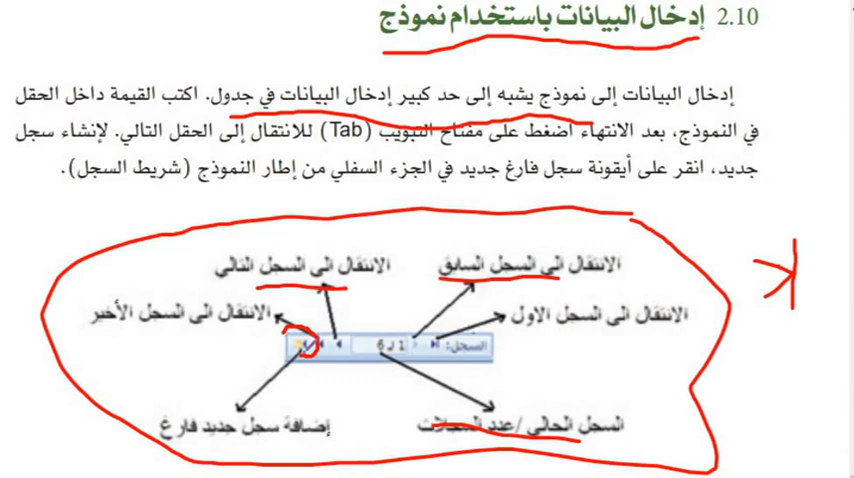 2.10 إدخال البيانات باستخدام نموذج
إدخال البيانات إلى نموذج يشبه إلى حد كبير إدخال البيانات في جدول. اكتب القيمة داخل الحقل
في النموذج، بعد الانتهاء اضغط على مفتاح التبويب (Tab) للانتقال إلى الحقل التالي. لإنشاء سجل
جديد، انقر على أيقونة سجل فارغ جديد في الجزء السفلي من إطار النموذج (شريط السجل).
الانتقال الى السجل السابق
الانتقال الى السجل التالي
الانتقال الى السجل الاول
الانتقال الى السجل الأخير
السجل: 1 لـ 6
السجل الحالي /عدد السجلات
إضافة سجل جديد فارغ